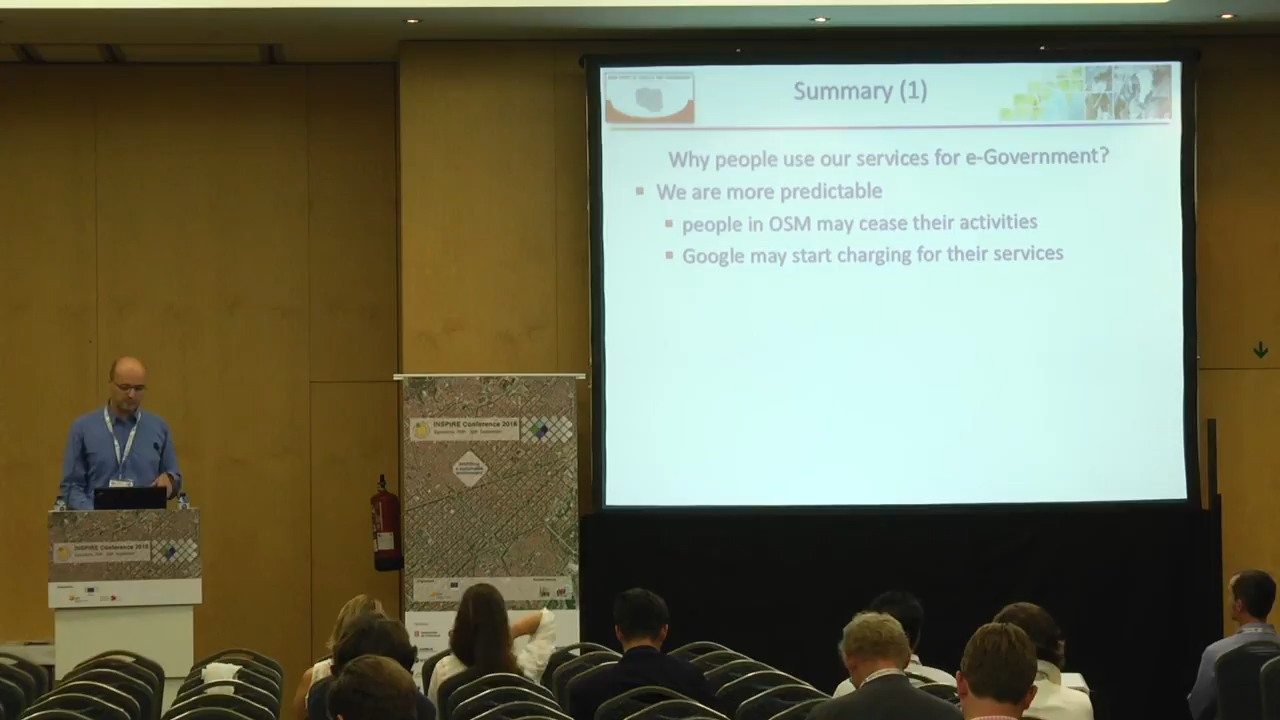 Summary (1)
Why people use our services for e-Government?
We are more predictable
people in OSM may cease their activities
Google may start charging for their services
INSPIRE Conference 2016
INSPIRE Conference 2016